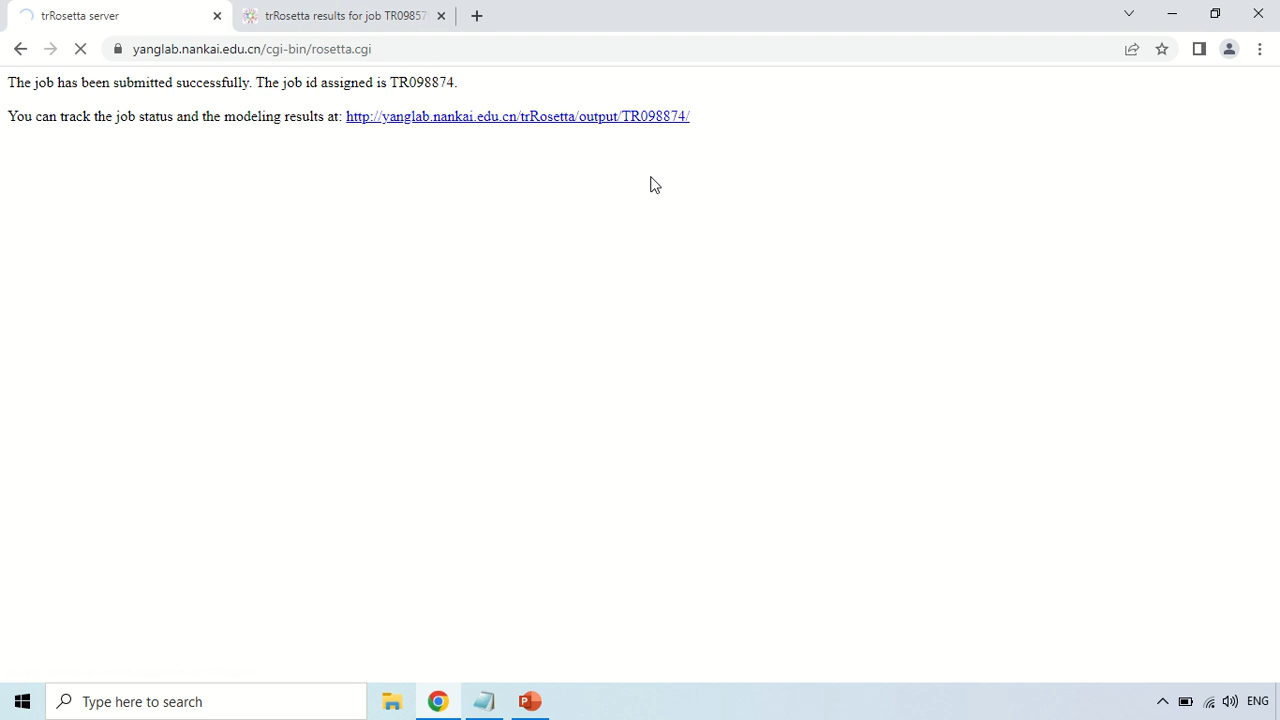 trRosetta server
trRosetta results for job TR09857
yanglab.nankai.edu.cn/cgi-bin/rosetta.cgi
The job has been submitted successfully. The job id assigned is TR098874.
You can track the job status and the modeling results at: http://yanglab.nankai.edu.cn/trRosetta/output/TR098874/
Type here to search
P
ENG